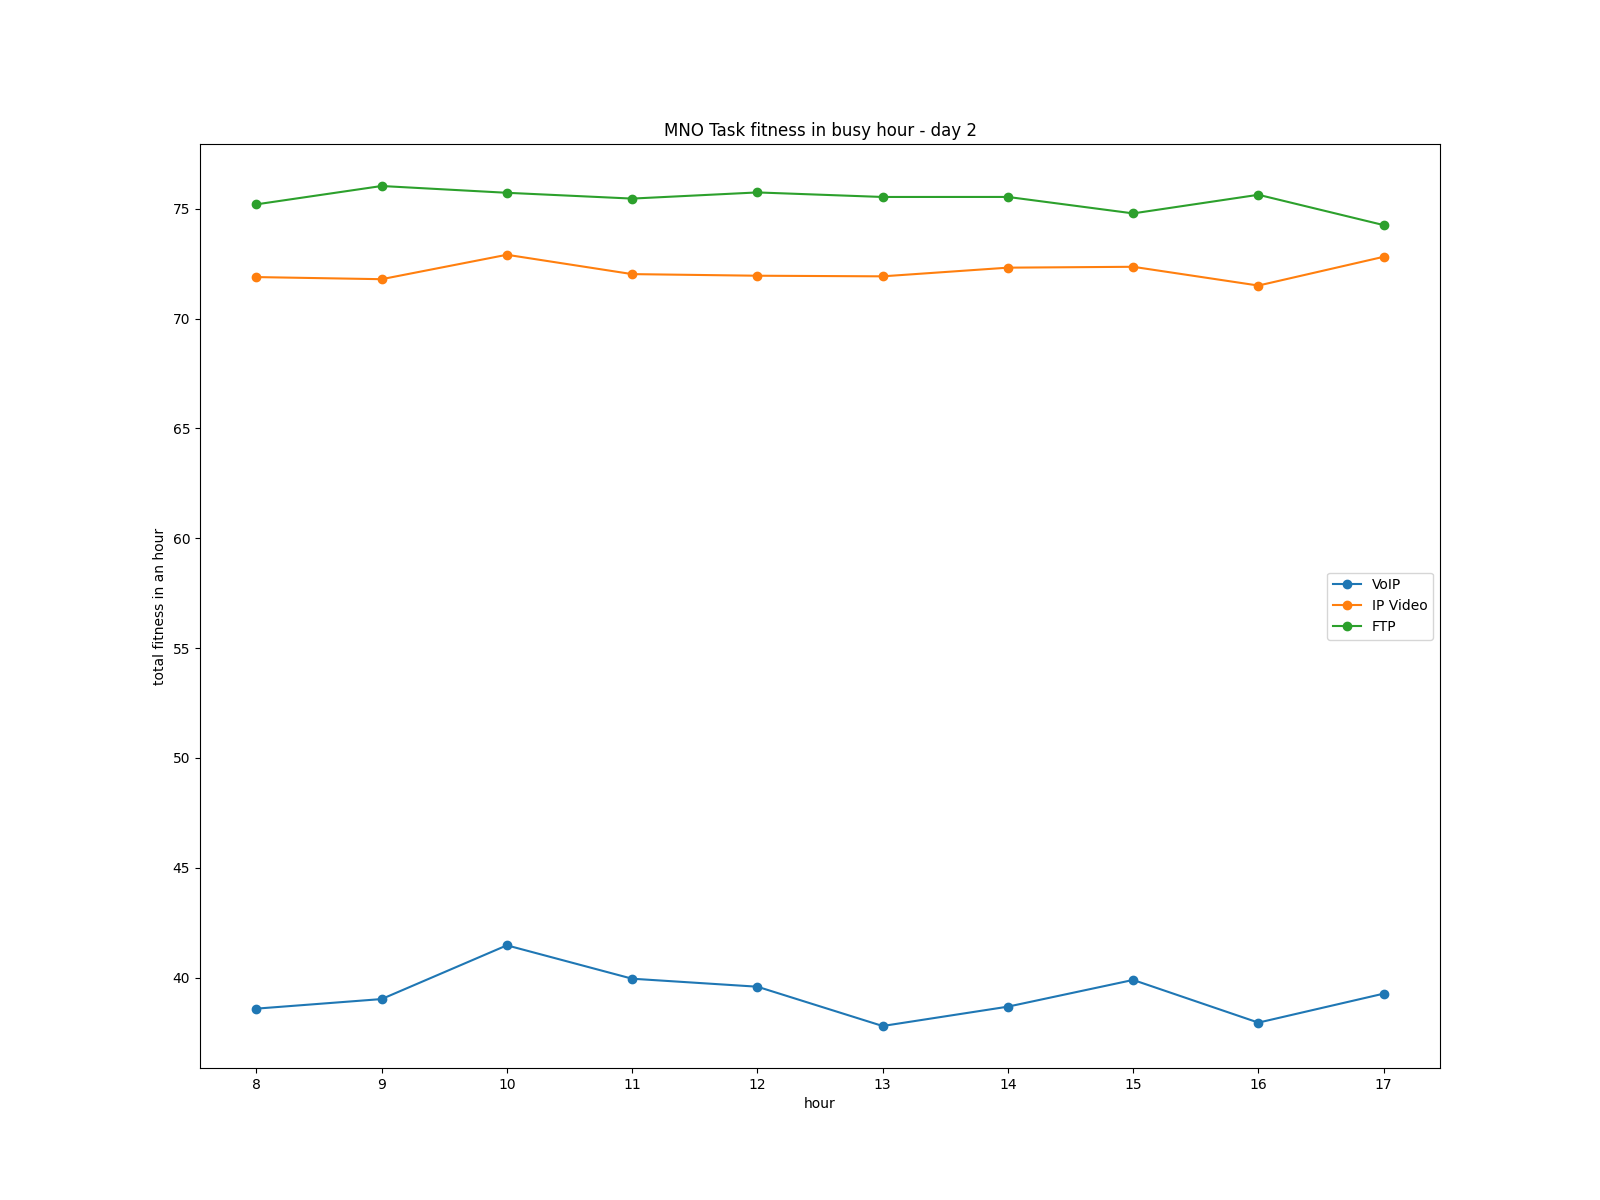 MNO Task fitness in busy hour - day 2
75
70
65
60
55
50
45
40
total fitness in an hour
VoIP
IP Video
FTP
8 9 10 11 12 13 14 15 16 17
hour